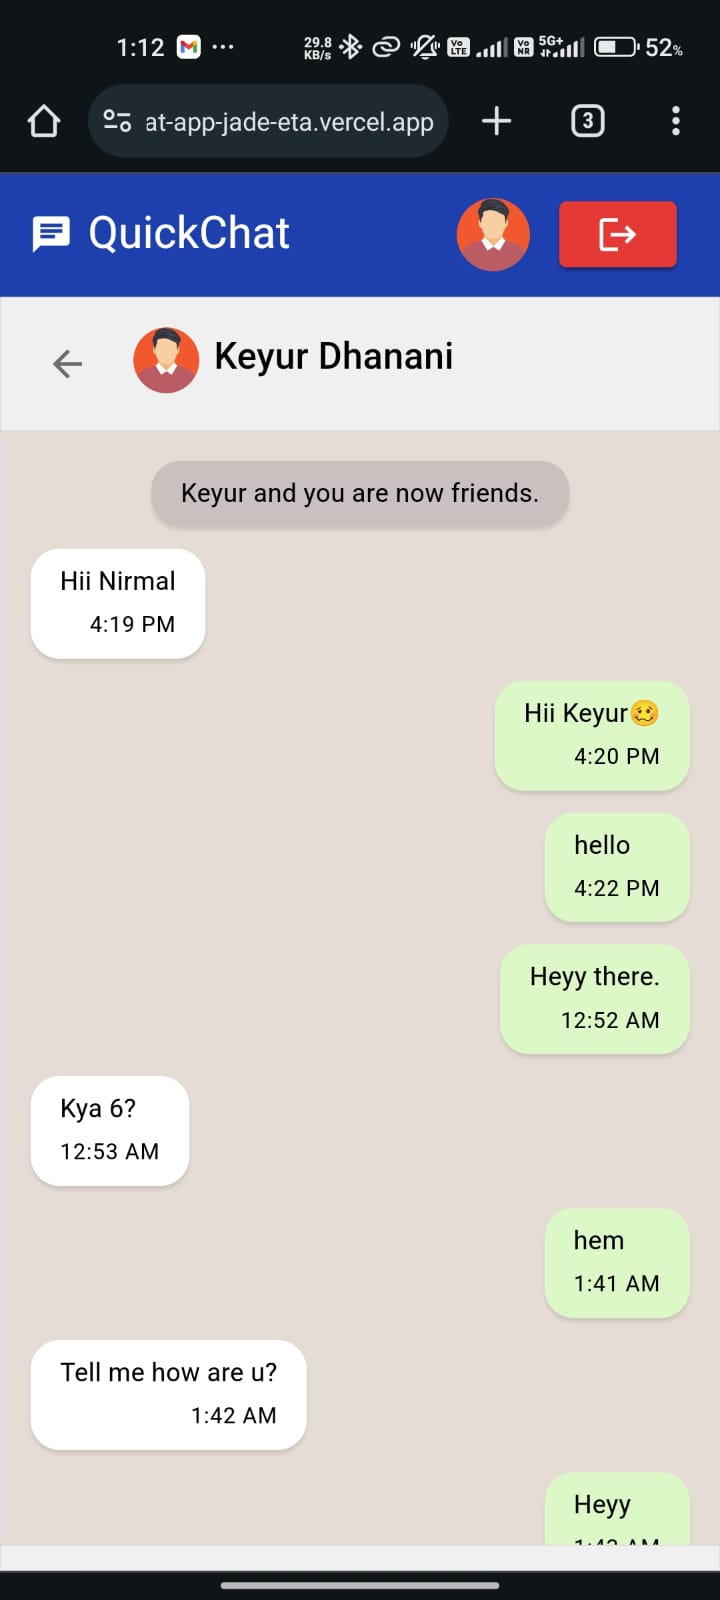 1:12
29.8 KB/s
Vo LTE
Vo NR
5G+
52%
at-app-jade-eta.vercel.app
3
QuickChat
Keyur Dhanani
Keyur and you are now friends.
Hii Nirmal
4:19 PM
Hii Keyur🥴
4:20 PM
hello
4:22 PM
Heyy there.
12:52 AM
Kya 6?
12:53 AM
hem
1:41 AM
Tell me how are u?
1:42 AM
Heyy